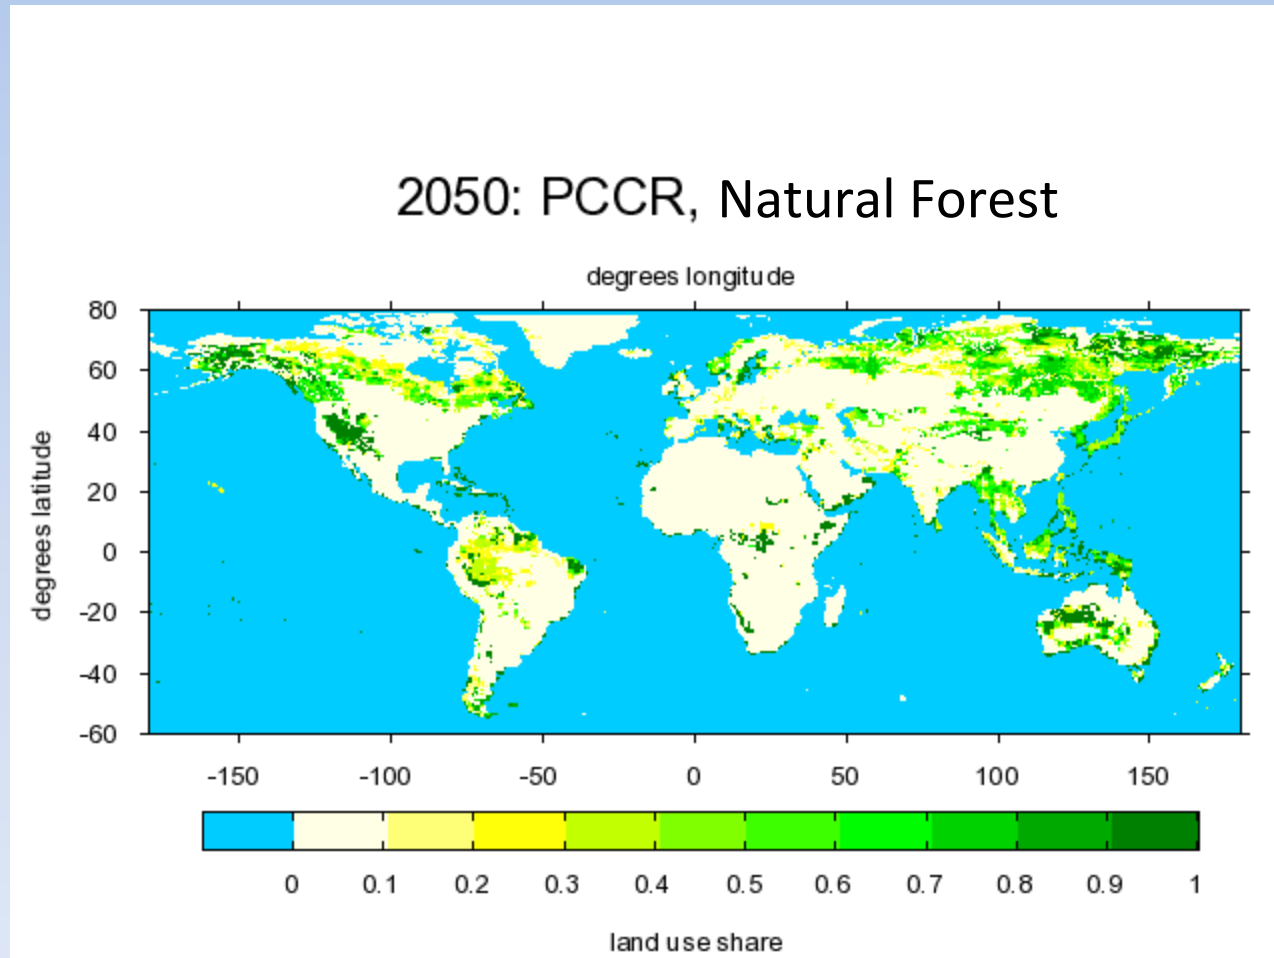 2050: PCCR, Natural Forest
degrees longitude
80
60
40
20
0
-20
-40
-60
degrees latitude
-150 -100 -50 0 50 100 150
0 0.1 0.2 0.3 0.4 0.5 0.6 0.7 0.8 0.9 1
land use share